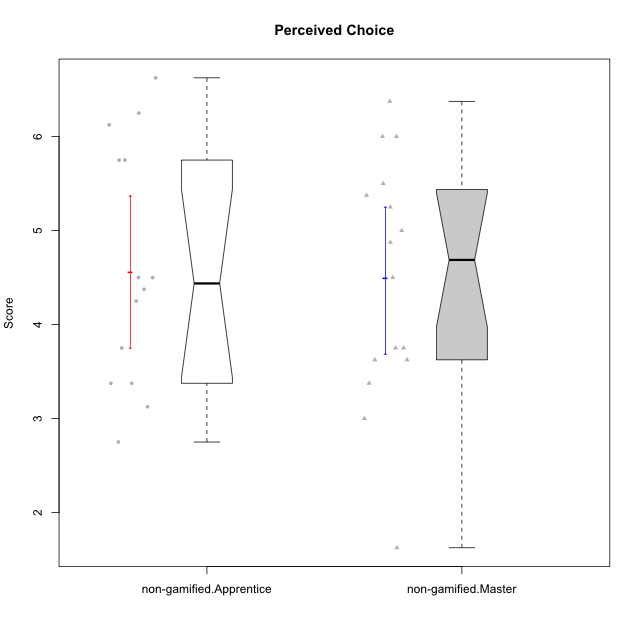 Perceived Choice
Score
6
5
4
3
2
non-gamified.Apprentice
non-gamified.Master